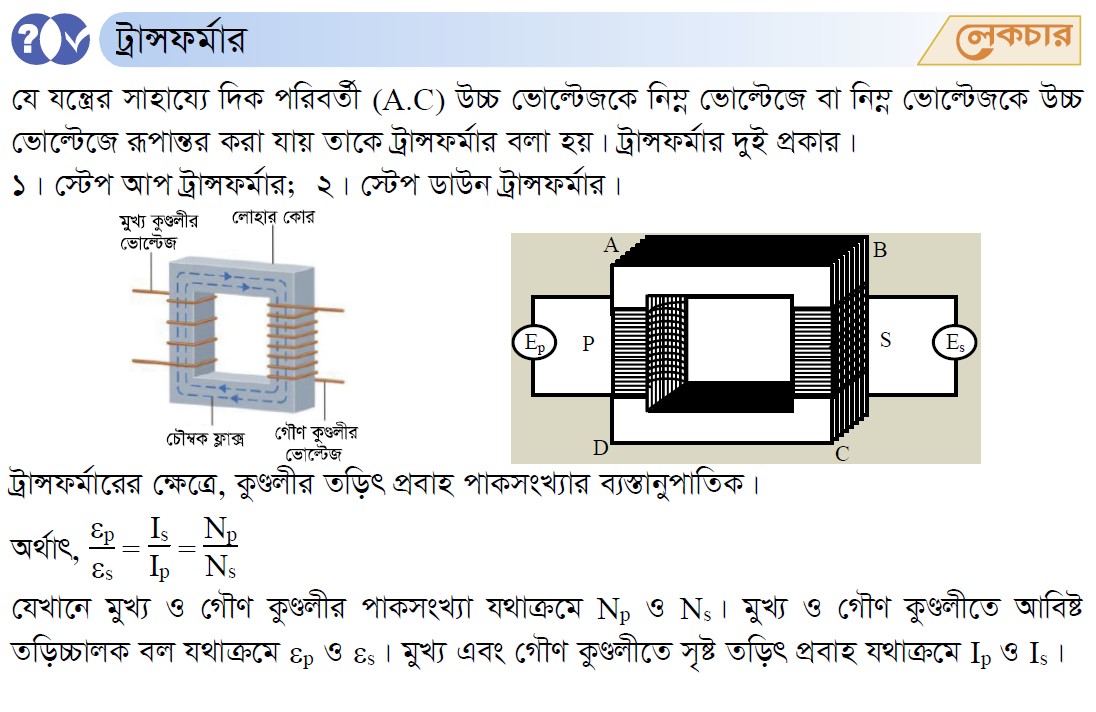 ট্রান্সফর্মার
লেকচার
যে যন্ত্রের সাহায্যে দিক পরিবর্তী (A.C) উচ্চ ভোল্টেজকে নিম্ন ভোল্টেজে বা নিম্ন ভোল্টেজকে উচ্চ
ভোল্টেজে রূপান্তর করা যায় তাকে ট্রান্সফর্মার বলা হয়। ট্রান্সফর্মার দুই প্রকার।
১। স্টেপ আপ ট্রান্সফর্মার; ২। স্টেপ ডাউন ট্রান্সফর্মার।
মুখ্য কুণ্ডলীর
ভোল্টেজ
লোহার কোর
চৌম্বক ফ্লাক্স
গৌণ কুণ্ডলীর
ভোল্টেজ
A
B
Ep
P
S
Es
D
C
ট্রান্সফর্মারের ক্ষেত্রে, কুণ্ডলীর তড়িৎ প্রবাহ পাকসংখ্যার ব্যস্তানুপাতিক।
অর্থাৎ, εp/εs = Is/Ip = Np/Ns
যেখানে মুখ্য ও গৌণ কুণ্ডলীর পাকসংখ্যা যথাক্রমে Np ও Ns। মুখ্য ও গৌণ কুণ্ডলীতে আবিষ্ট
তড়িচ্চালক বল যথাক্রমে εp ও εs। মুখ্য এবং গৌণ কুণ্ডলীতে সৃষ্ট তড়িৎ প্রবাহ যথাক্রমে Ip ও Is।